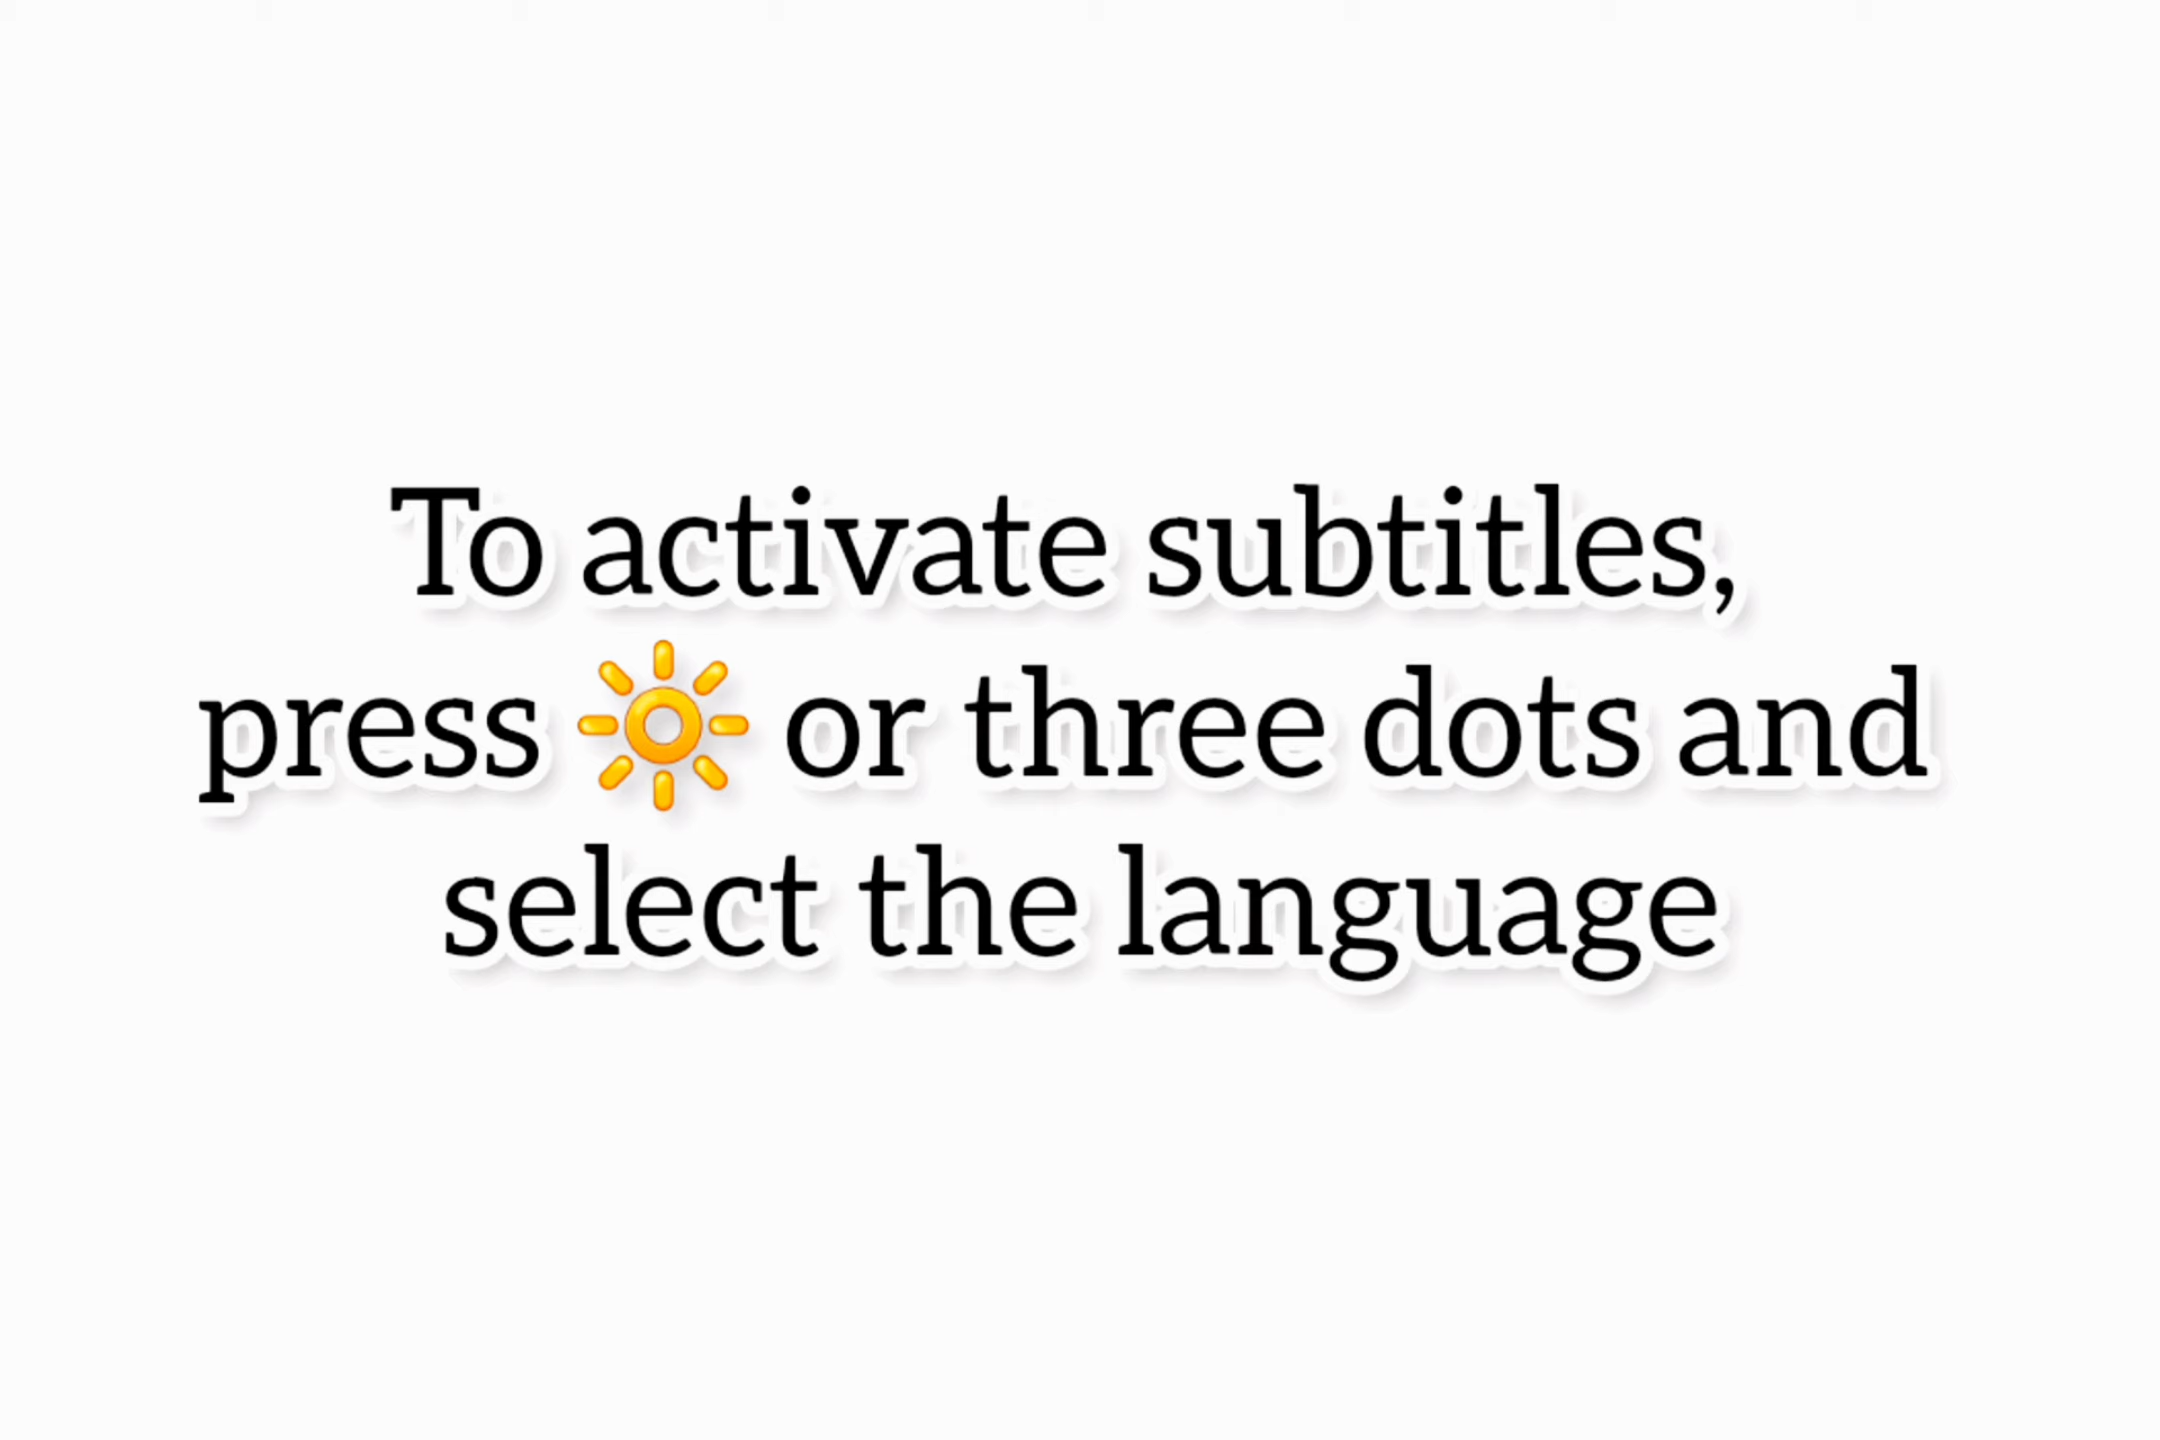 To activate subtitles,
press 🔆 or three dots and
select the language